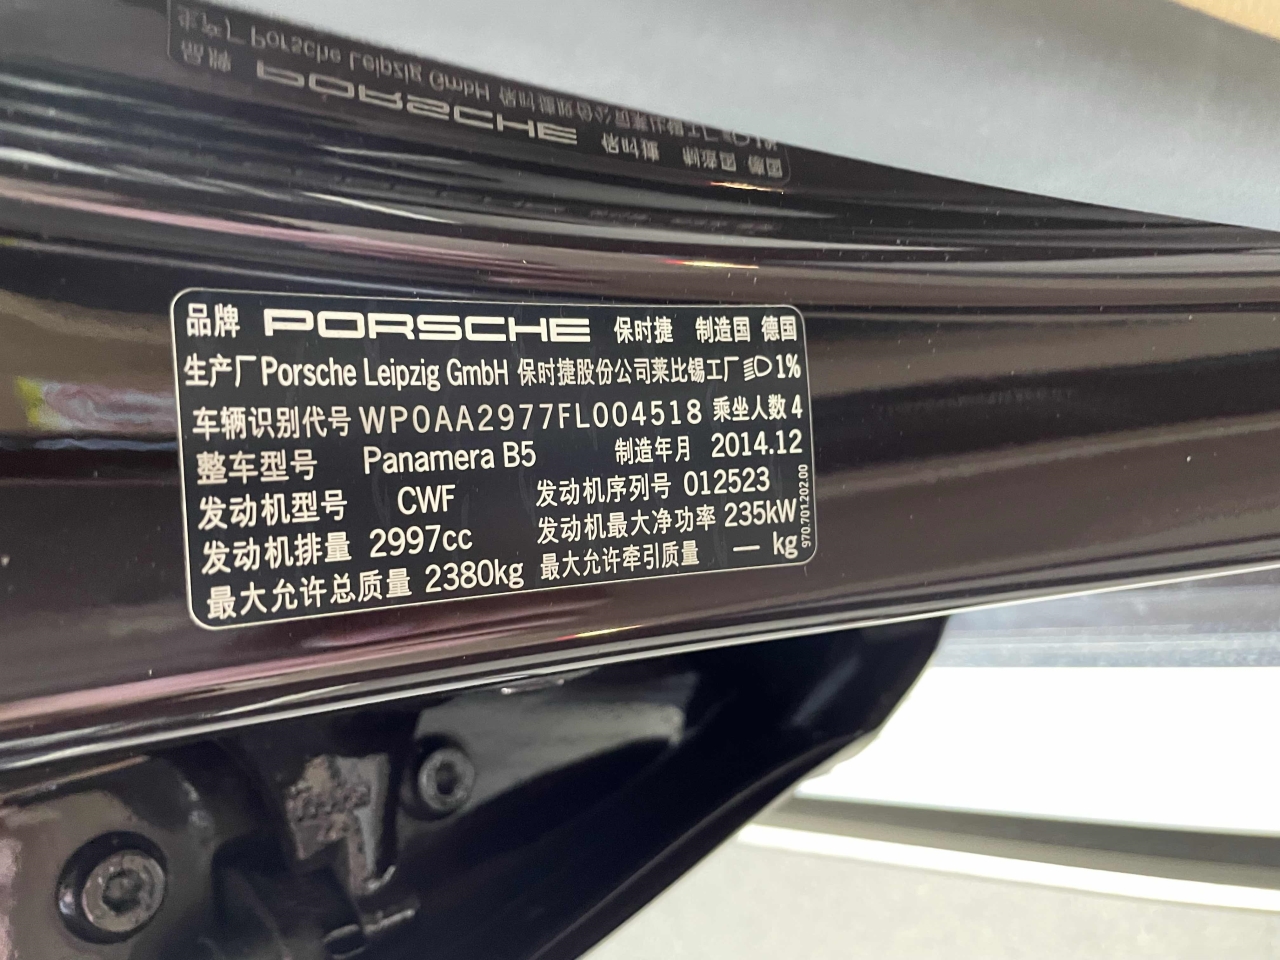 品牌 PORSCHE 保时捷 制造国 德国
生产厂 Porsche Leipzig GmbH 保时捷股份公司莱比锡工厂 1%
车辆识别代号 WP0AA2977FL004518 乘坐人数 4
整车型号 Panamera B5 制造年月 2014.12
发动机型号 CWF 发动机序列号 012523
发动机排量 2997cc 发动机最大净功率 235kW
最大允许总质量 2380kg 最大允许牵引质量 — kg
970.701.202.00